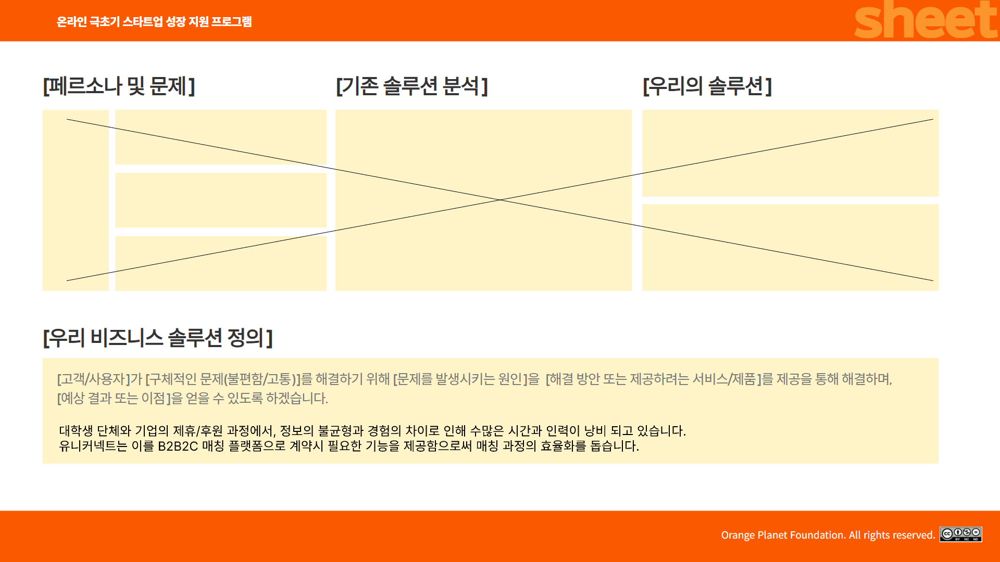 온라인 극초기 스타트업 성장 지원 프로그램
sheet
[페르소나 및 문제]
[기존 솔루션 분석]
[우리의 솔루션]
[우리 비즈니스 솔루션 정의]
[고객/사용자]가 [구체적인 문제(불편함/고통)]를 해결하기 위해 [문제를 발생시키는 원인]을 [해결 방안 또는 제공하려는 서비스/제품]를 제공을 통해 해결하며,
[예상 결과 또는 이점]을 얻을 수 있도록 하겠습니다.
대학생 단체와 기업의 제휴/후원 과정에서, 정보의 불균형과 경험의 차이로 인해 수많은 시간과 인력이 낭비 되고 있습니다.
유니커넥트는 이를 B2B2C 매칭 플랫폼으로 계약시 필요한 기능을 제공함으로써 매칭 과정의 효율화를 돕습니다.
Orange Planet Foundation. All rights reserved.
cc
BY NC ND